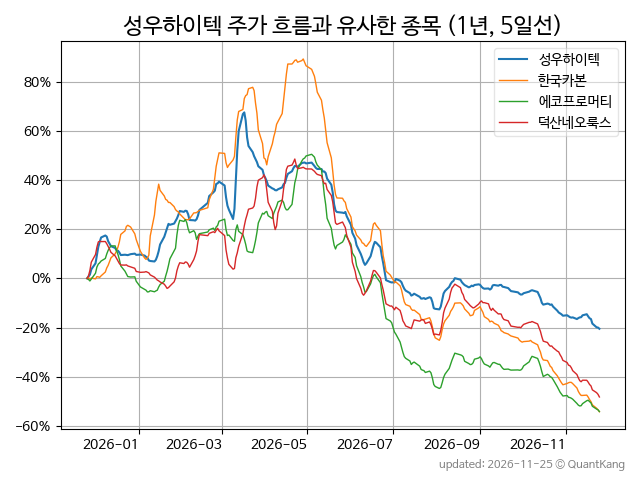 성우하이텍 주가 흐름과 유사한 종목 (1년, 5일선)
성우하이텍
한국카본
에코프로머티
덕산네오룩스
80%
60%
40%
20%
0%
−20%
−40%
−60%
2026-01
2026-03
2026-05
2026-07
2026-09
2026-11
updated: 2026-11-25 © QuantKang